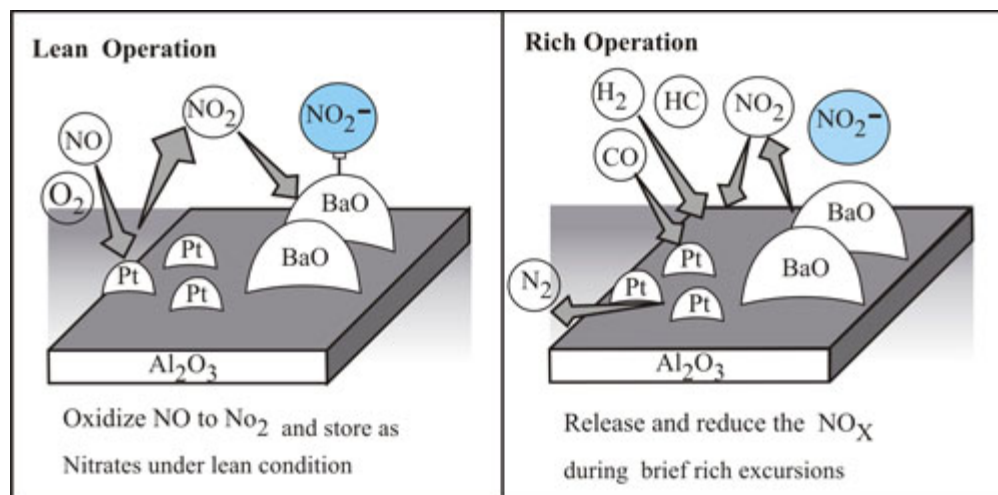 Lean Operation
NO
O₂
NO₂
NO₂⁻
BaO
BaO
Pt
Pt
Pt
Al₂O₃
Oxidize NO to No₂ and store as
Nitrates under lean condition
Rich Operation
H₂
HC
NO₂
NO₂⁻
CO
BaO
BaO
Pt
Pt
Pt
N₂
Al₂O₃
Release and reduce the NOX
during brief rich excursions